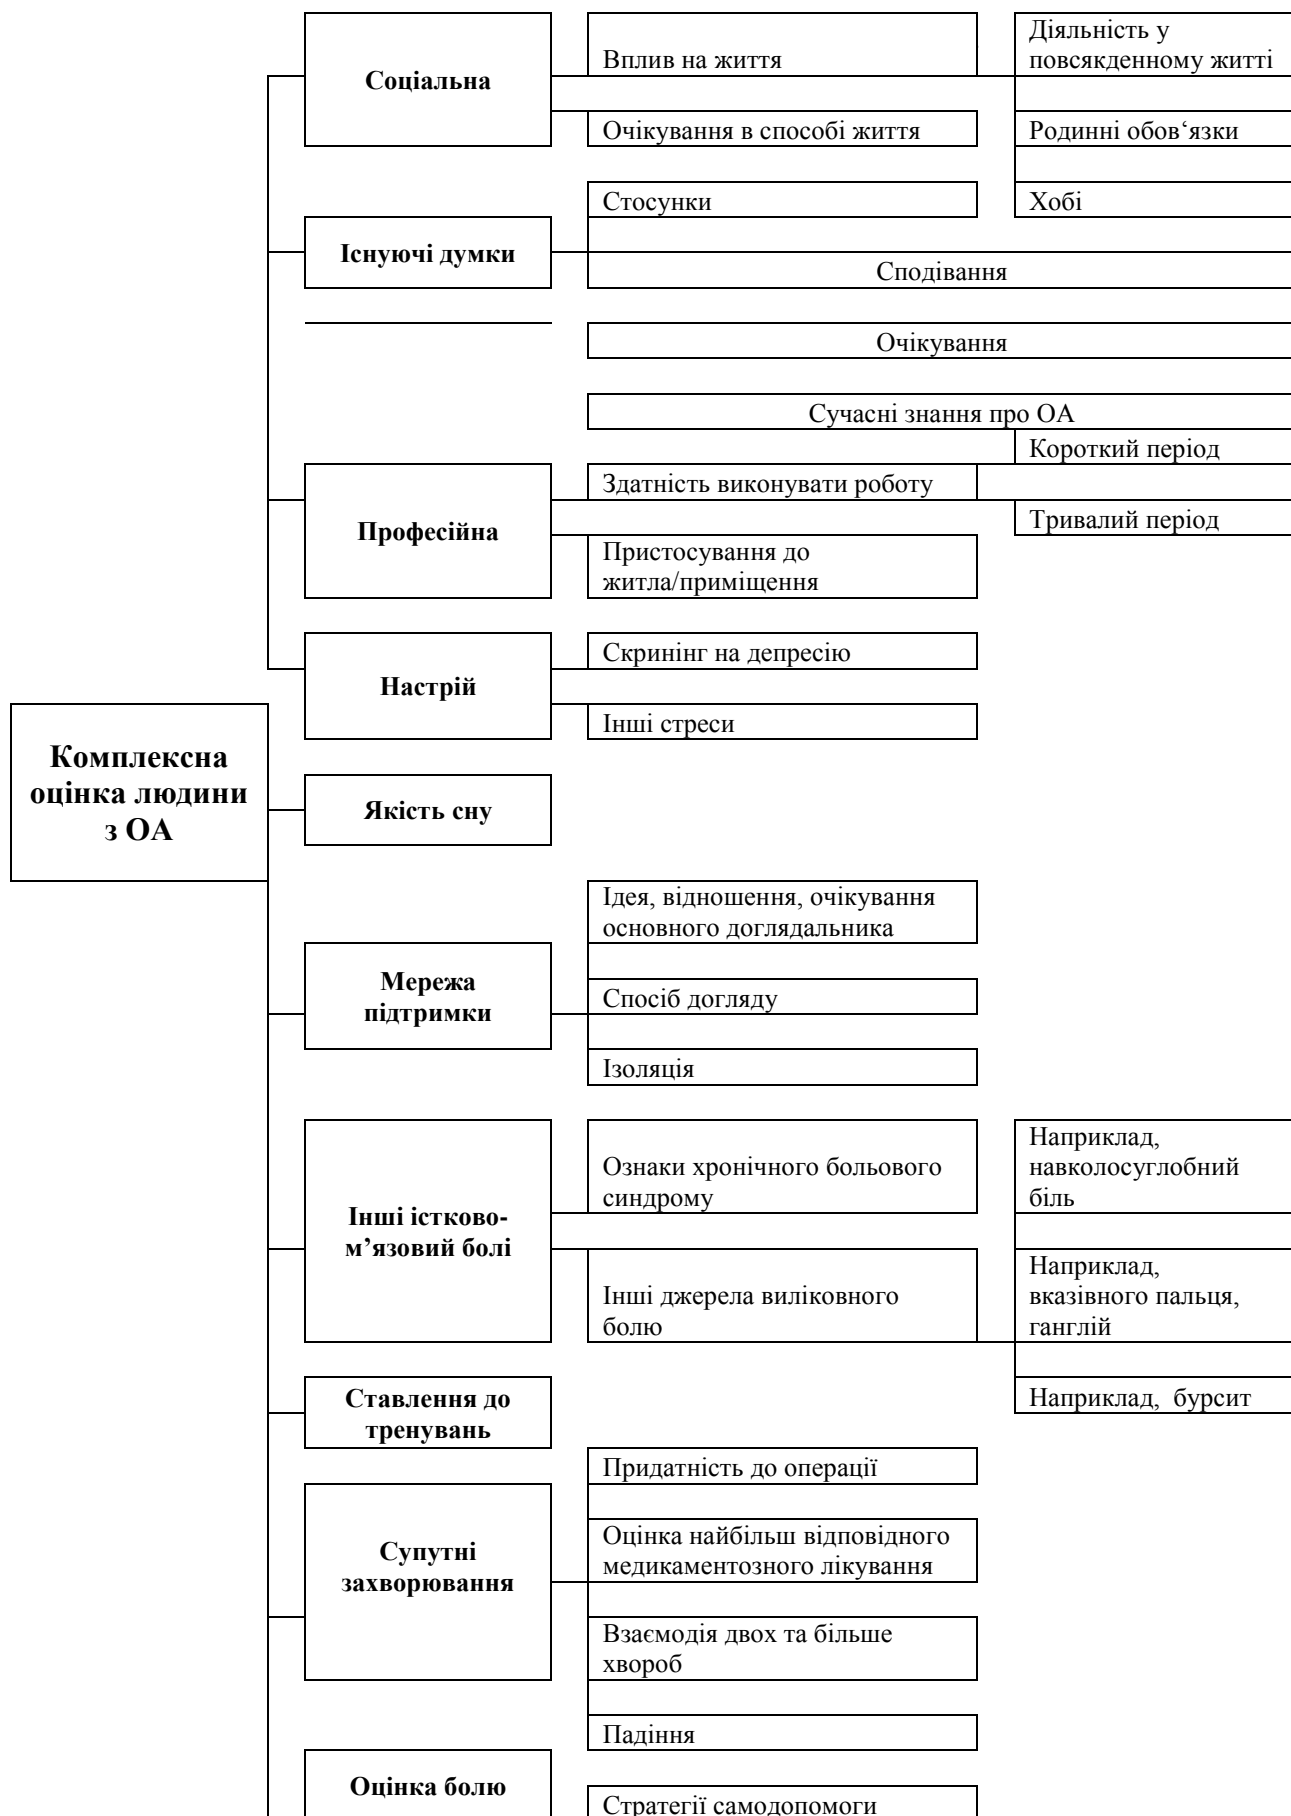 Соціальна
Вплив на життя
Діяльність у
повсякденному житті
Очікування в способі життя
Родинні обов‘язки
Стосунки
Хобі
Існуючі думки
Сподівання
Очікування
Сучасні знання про ОА
Короткий період
Здатність виконувати роботу
Тривалий період
Професійна
Пристосування до
житла/приміщення
Скринінг на депресію
Настрій
Інші стреси
Комплексна
оцінка людини
з ОА
Якість сну
Ідея, відношення, очікування
основного доглядальника
Мережа
підтримки
Спосіб догляду
Ізоляція
Ознаки хронічного больового
синдрому
Наприклад,
навколосуглобний
біль
Інші істково-
м’язовий болі
Інші джерела виліковного
болю
Наприклад,
вказівного пальця,
ганглій
Наприклад, бурсит
Ставлення до
тренувань
Придатність до операції
Супутні
захворювання
Оцінка найбільш відповідного
медикаментозного лікування
Взаємодія двох та більше
хвороб
Падіння
Оцінка болю
Стратегії самодопомоги